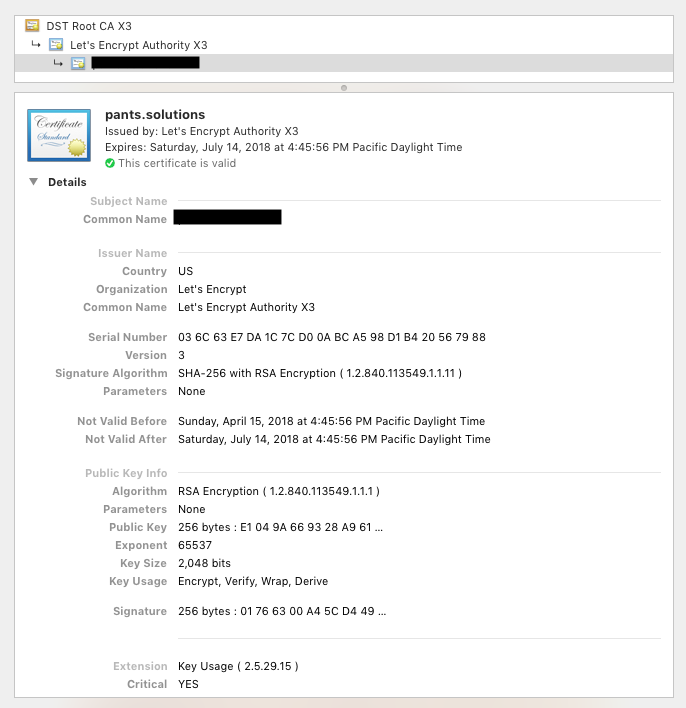 DST Root CA X3
Let's Encrypt Authority X3
Certificate
Standard
pants.solutions
Issued by: Let's Encrypt Authority X3
Expires: Saturday, July 14, 2018 at 4:45:56 PM Pacific Daylight Time
This certificate is valid
Details
Subject Name
Common Name
Issuer Name
Country US
Organization Let's Encrypt
Common Name Let's Encrypt Authority X3
Serial Number 03 6C 63 E7 DA 1C 7C D0 0A BC A5 98 D1 B4 20 56 79 88
Version 3
Signature Algorithm SHA-256 with RSA Encryption ( 1.2.840.113549.1.1.11 )
Parameters None
Not Valid Before Sunday, April 15, 2018 at 4:45:56 PM Pacific Daylight Time
Not Valid After Saturday, July 14, 2018 at 4:45:56 PM Pacific Daylight Time
Public Key Info
Algorithm RSA Encryption ( 1.2.840.113549.1.1.1 )
Parameters None
Public Key 256 bytes : E1 04 9A 66 93 28 A9 61 ...
Exponent 65537
Key Size 2,048 bits
Key Usage Encrypt, Verify, Wrap, Derive
Signature 256 bytes : 01 76 63 00 A4 5C D4 49 ...
Extension Key Usage ( 2.5.29.15 )
Critical YES